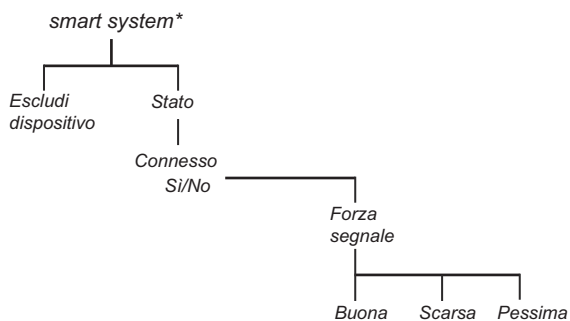 smart system*
Escludi
dispositivo
Stato
Connesso
Sì/No
Forza
segnale
Buona
Scarsa
Pessima